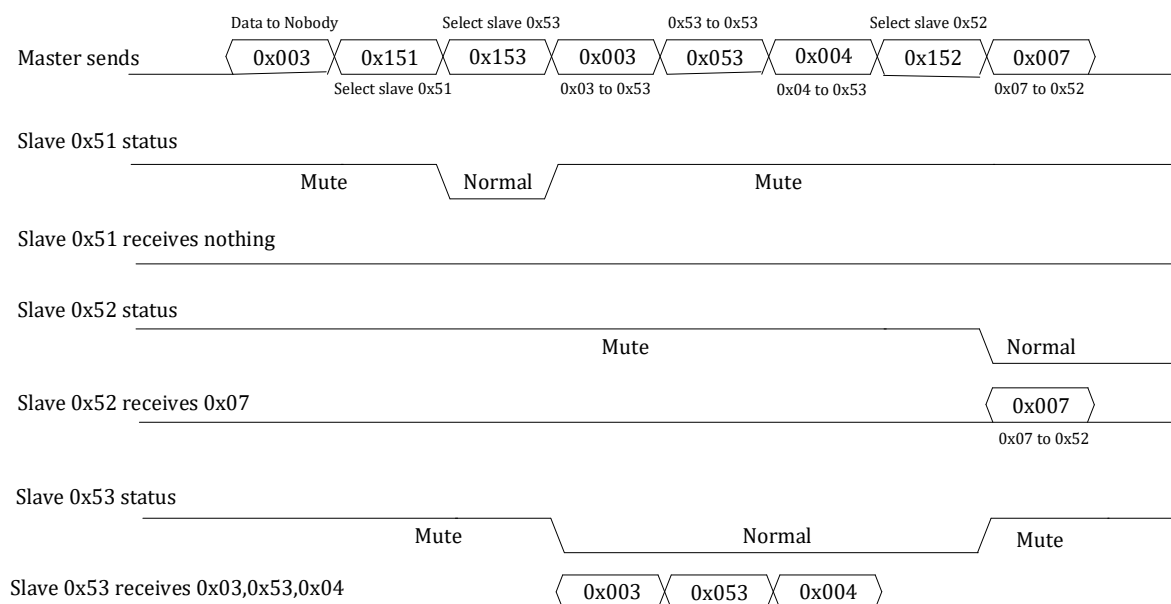 Data to Nobody Select slave 0x53 0x53 to 0x53 Select slave 0x52
Master sends 0x003 0x151 0x153 0x003 0x053 0x004 0x152 0x007
Select slave 0x51 0x03 to 0x53 0x04 to 0x53 0x07 to 0x52
Slave 0x51 status
Mute Normal Mute
Slave 0x51 receives nothing
Slave 0x52 status
Mute Normal
Slave 0x52 receives 0x07 0x007
0x07 to 0x52
Slave 0x53 status
Mute Normal Mute
Slave 0x53 receives 0x03,0x53,0x04 0x003 0x053 0x004